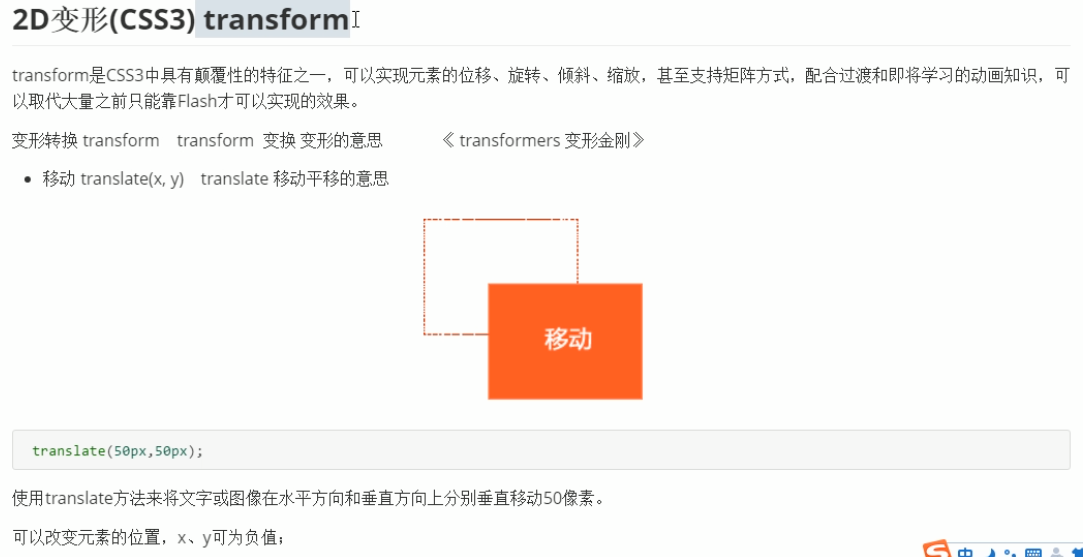 2D变形(CSS3) transform
transform是CSS3中具有颠覆性的特征之一，可以实现元素的位移、旋转、倾斜、缩放，甚至支持矩阵方式，配合过渡和即将学习的动画知识，可
以取代大量之前只能靠Flash才可以实现的效果。
变形转换 transform transform 变换 变形的意思 《 transformers 变形金刚》
移动 translate(x, y) translate 移动平移的意思
移动
translate(50px,50px);
使用translate方法来将文字或图像在水平方向和垂直方向上分别垂直移动50像素。
可以改变元素的位置，x、y可为负值；
中